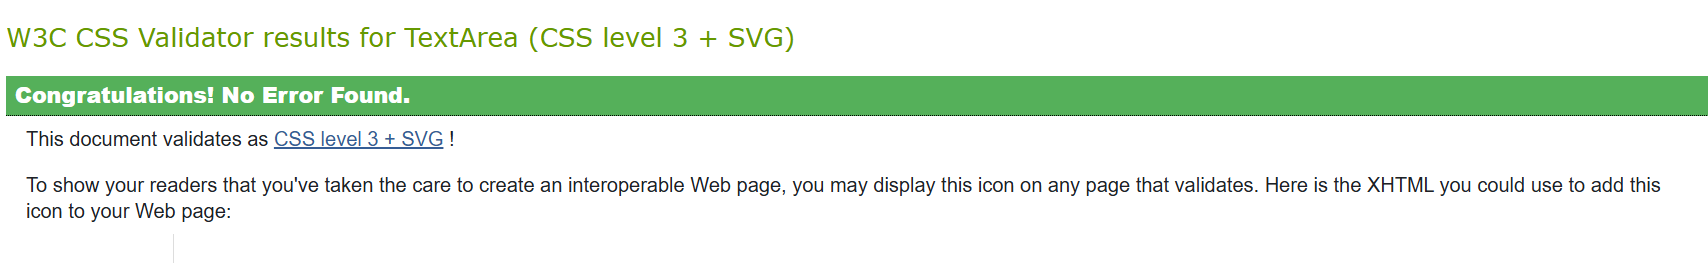 W3C CSS Validator results for TextArea (CSS level 3 + SVG)
Congratulations! No Error Found.
This document validates as CSS level 3 + SVG !
To show your readers that you've taken the care to create an interoperable Web page, you may display this icon on any page that validates. Here is the XHTML you could use to add this
icon to your Web page: